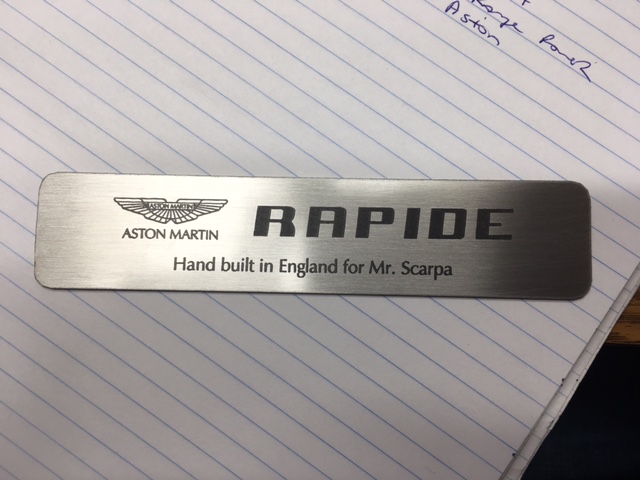 Aston
ASTON MARTIN
ASTON MARTIN
RAPIDE
Hand built in England for Mr. Scarpa